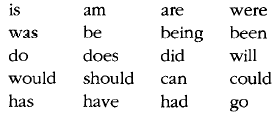 is am are were
was be being been
do does did will
would should can could
has have had go